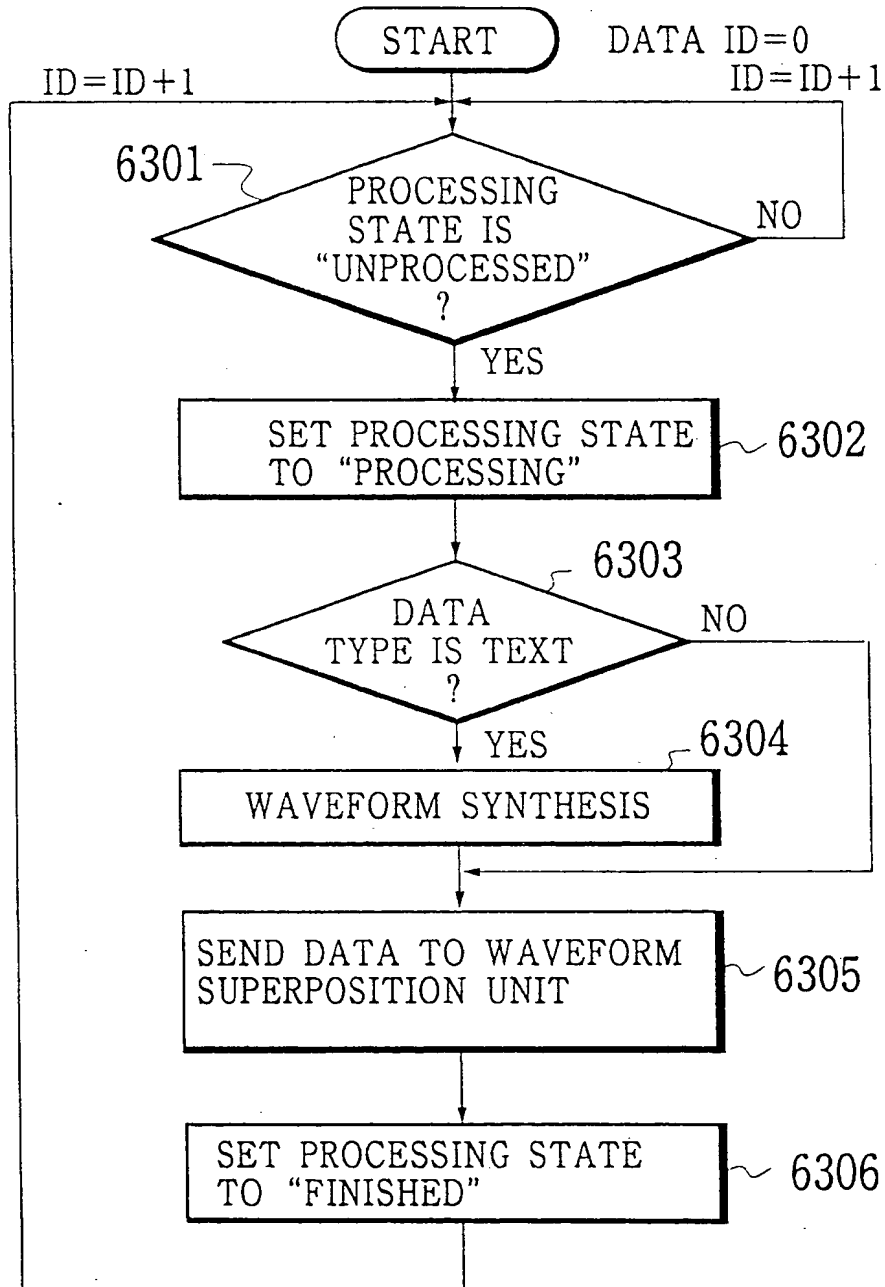 START
DATA ID=0
ID=ID+1
ID=ID+1
6301
PROCESSING
STATE IS
“UNPROCESSED”
?
NO
YES
SET PROCESSING STATE
TO “PROCESSING”
6302
6303
DATA
TYPE IS TEXT
?
NO
YES
6304
WAVEFORM SYNTHESIS
SEND DATA TO WAVEFORM
SUPERPOSITION UNIT
6305
SET PROCESSING STATE
TO “FINISHED”
6306